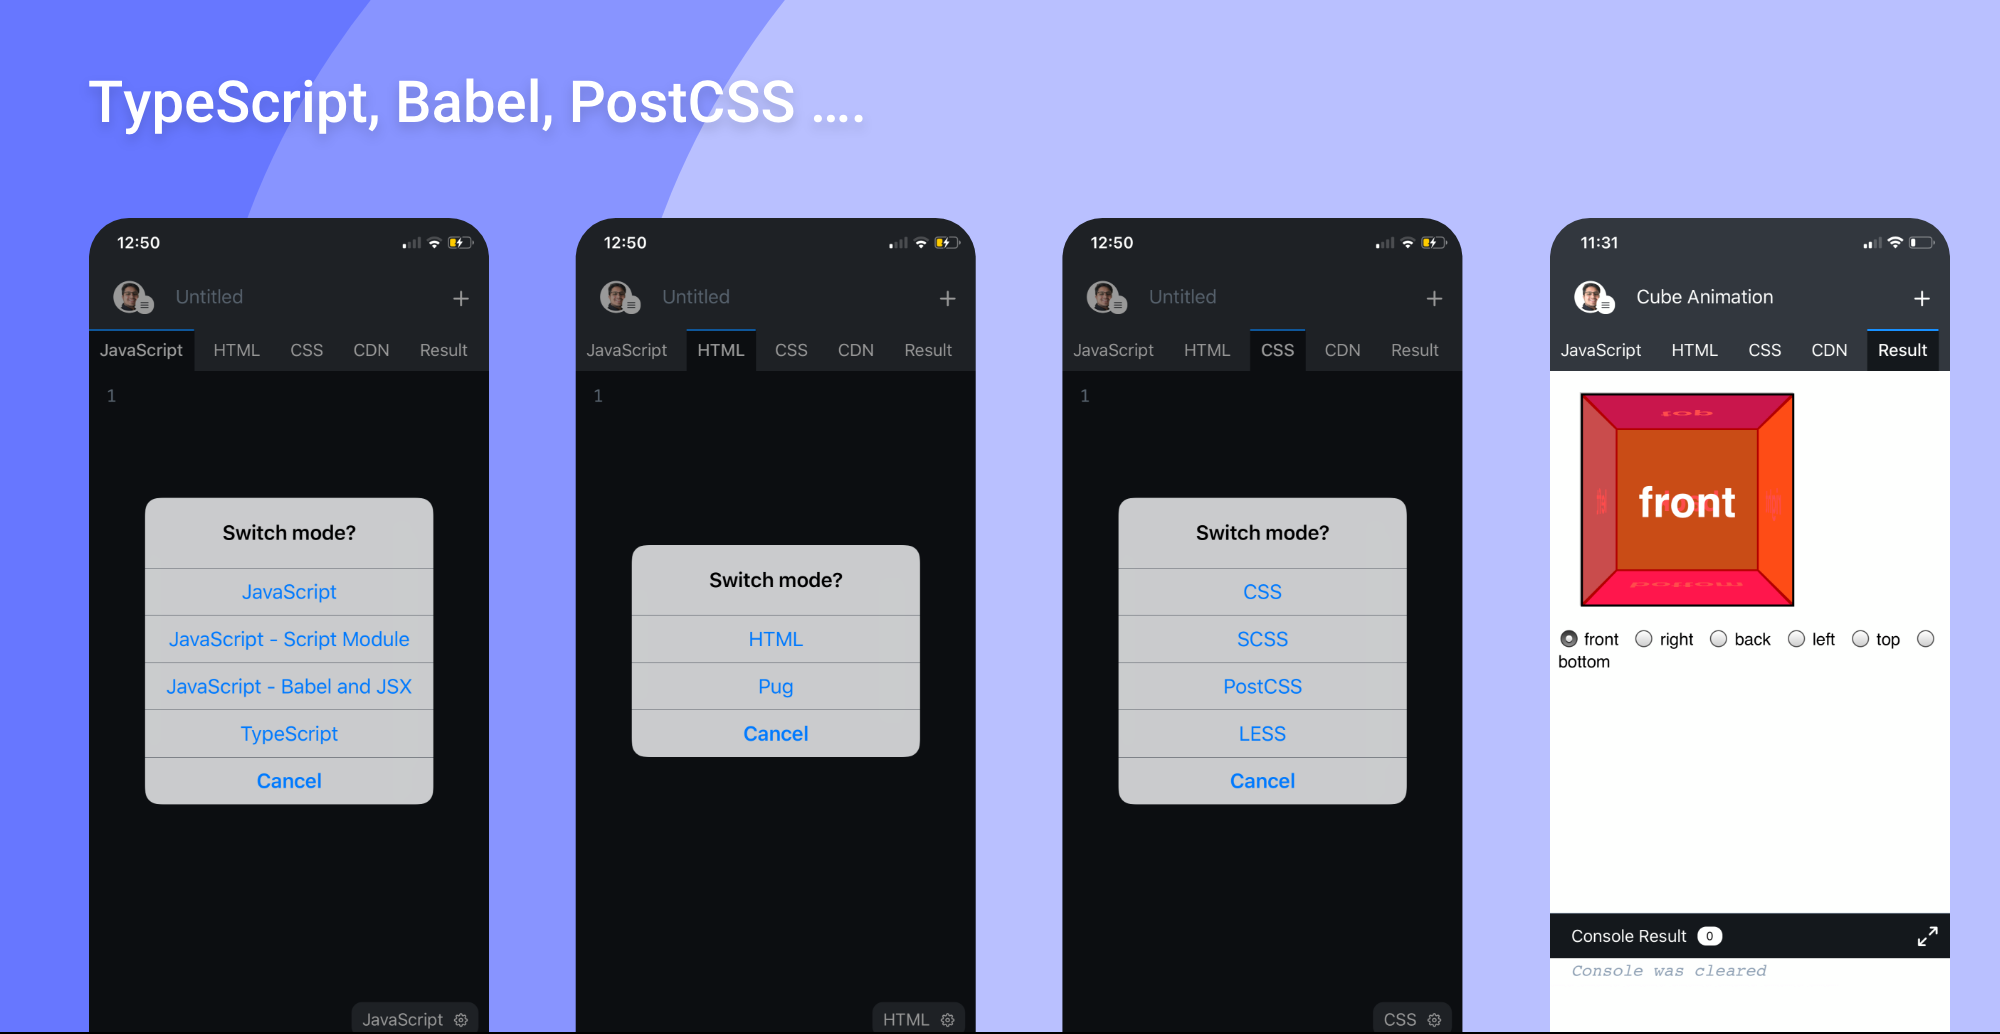 TypeScript, Babel, PostCSS ....
12:50
Untitled
JavaScript HTML CSS CDN Result
1
Switch mode?
JavaScript
JavaScript - Script Module
JavaScript - Babel and JSX
TypeScript
Cancel
JavaScript
12:50
Untitled
JavaScript HTML CSS CDN Result
1
Switch mode?
HTML
Pug
Cancel
HTML
12:50
Untitled
JavaScript HTML CSS CDN Result
1
Switch mode?
CSS
SCSS
PostCSS
LESS
Cancel
CSS
11:31
Cube Animation
JavaScript HTML CSS CDN Result
top
front
bottom
front right back left top
bottom
Console Result 0
Console was cleared